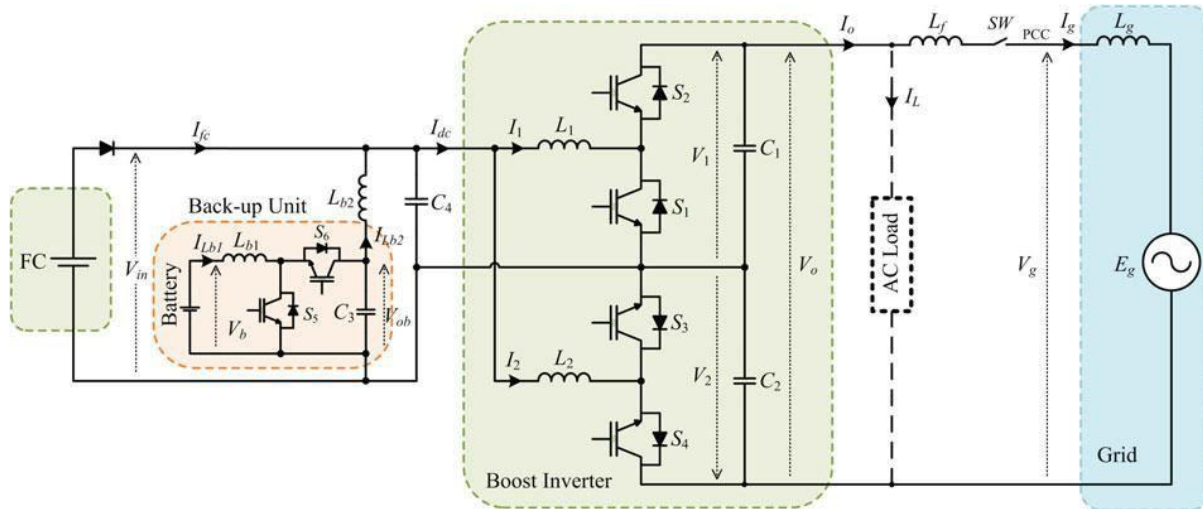 I_o
L_f
SW
PCC
I_g
L_g
S_2
I_L
I_fc
I_dc
I_1
L_1
V_1
C_1
L_b2
C_4
S_1
Back-up Unit
FC
V_in
I_Lb1
L_b1
S_6
I_Lb2
V_o
AC Load
V_g
E_g
Battery
V_b
S_5
C_3
V_ob
S_3
I_2
L_2
V_2
C_2
S_4
Boost Inverter
Grid